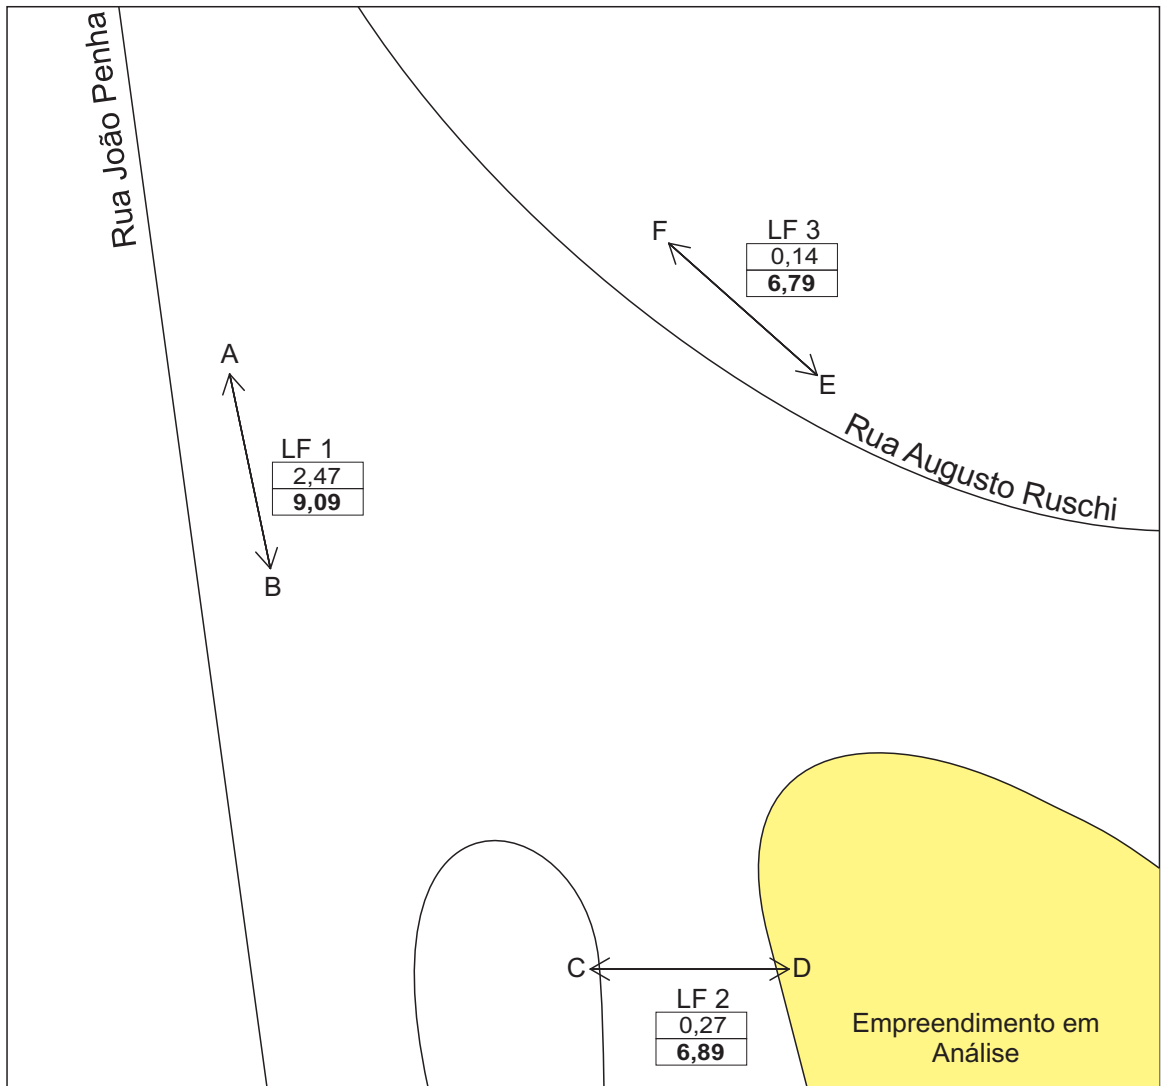 Rua João Penha
F
LF 3
0,14
6,79
A
E
Rua Augusto Ruschi
LF 1
2,47
9,09
B
C
D
LF 2
0,27
6,89
Empreendimento em
Análise